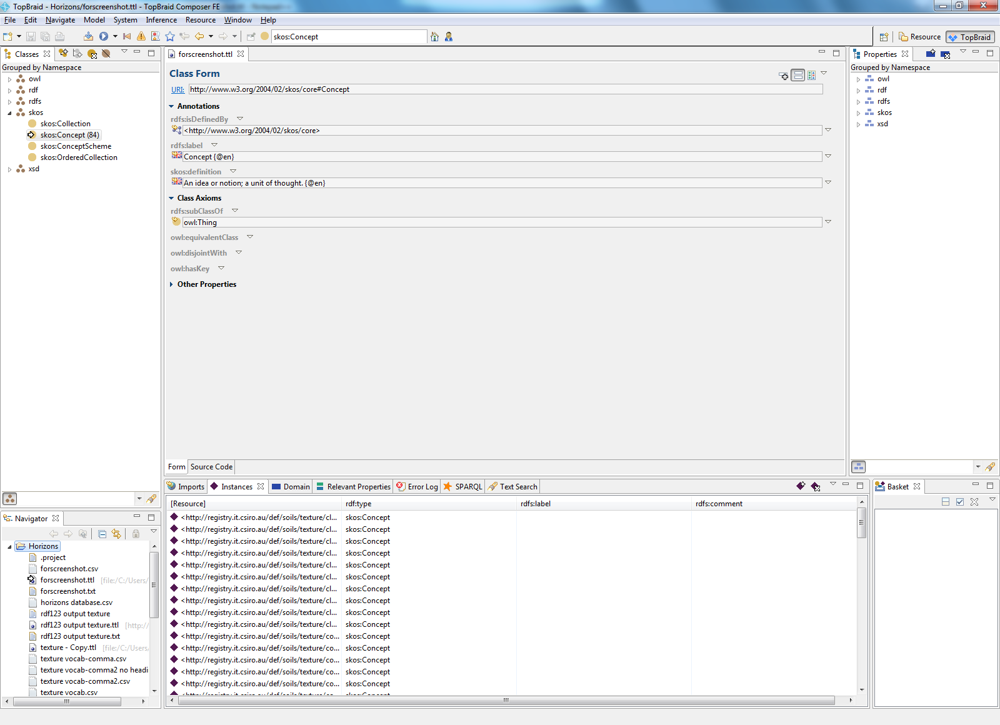 TopBraid - Horizons/forscreenshot.ttl - TopBraid Composer FE
File Edit Navigate Model System Inference Resource Window Help
skos:Concept
Resource TopBraid
Classes
Grouped by Namespace
owl
rdf
rdfs
skos
skos:Collection
skos:Concept (84)
skos:ConceptScheme
skos:OrderedCollection
xsd
forscreenshot.ttl
Class Form
URI: http://www.w3.org/2004/02/skos/core#Concept
Annotations
rdfs:isDefinedBy
<http://www.w3.org/2004/02/skos/core>
rdfs:label
Concept {@en}
skos:definition
An idea or notion; a unit of thought. {@en}
Class Axioms
rdfs:subClassOf
owl:Thing
owl:equivalentClass
owl:disjointWith
owl:hasKey
Other Properties
Form Source Code
Properties
Grouped by Namespace
owl
rdf
rdfs
skos
xsd
Navigator
Horizons
.project
forscreenshot.csv
forscreenshot.ttl [file:/C:/Users/
forscreenshot.txt
horizons database.csv
rdf123 output texture
rdf123 output texture.ttl [http://
rdf123 output texture.txt
texture - Copy.ttl [file:/C:/Users/
texture vocab-comma.csv
texture vocab-comma2 no headi
texture vocab-comma2.csv
texture vocab.csv
Imports Instances Domain Relevant Properties Error Log SPARQL Text Search
[Resource] rdf:type rdfs:label rdfs:comment
<http://registry.it.csiro.au/def/soils/texture/cl... skos:Concept
<http://registry.it.csiro.au/def/soils/texture/cl... skos:Concept
<http://registry.it.csiro.au/def/soils/texture/cl... skos:Concept
<http://registry.it.csiro.au/def/soils/texture/cl... skos:Concept
<http://registry.it.csiro.au/def/soils/texture/cl... skos:Concept
<http://registry.it.csiro.au/def/soils/texture/cl... skos:Concept
<http://registry.it.csiro.au/def/soils/texture/cl... skos:Concept
<http://registry.it.csiro.au/def/soils/texture/cl... skos:Concept
<http://registry.it.csiro.au/def/soils/texture/cl... skos:Concept
<http://registry.it.csiro.au/def/soils/texture/cl... skos:Concept
<http://registry.it.csiro.au/def/soils/texture/co... skos:Concept
<http://registry.it.csiro.au/def/soils/texture/co... skos:Concept
<http://registry.it.csiro.au/def/soils/texture/co... skos:Concept
<http://registry.it.csiro.au/def/soils/texture/co... skos:Concept
<http://registry.it.csiro.au/def/soils/texture/co... skos:Concept
Basket